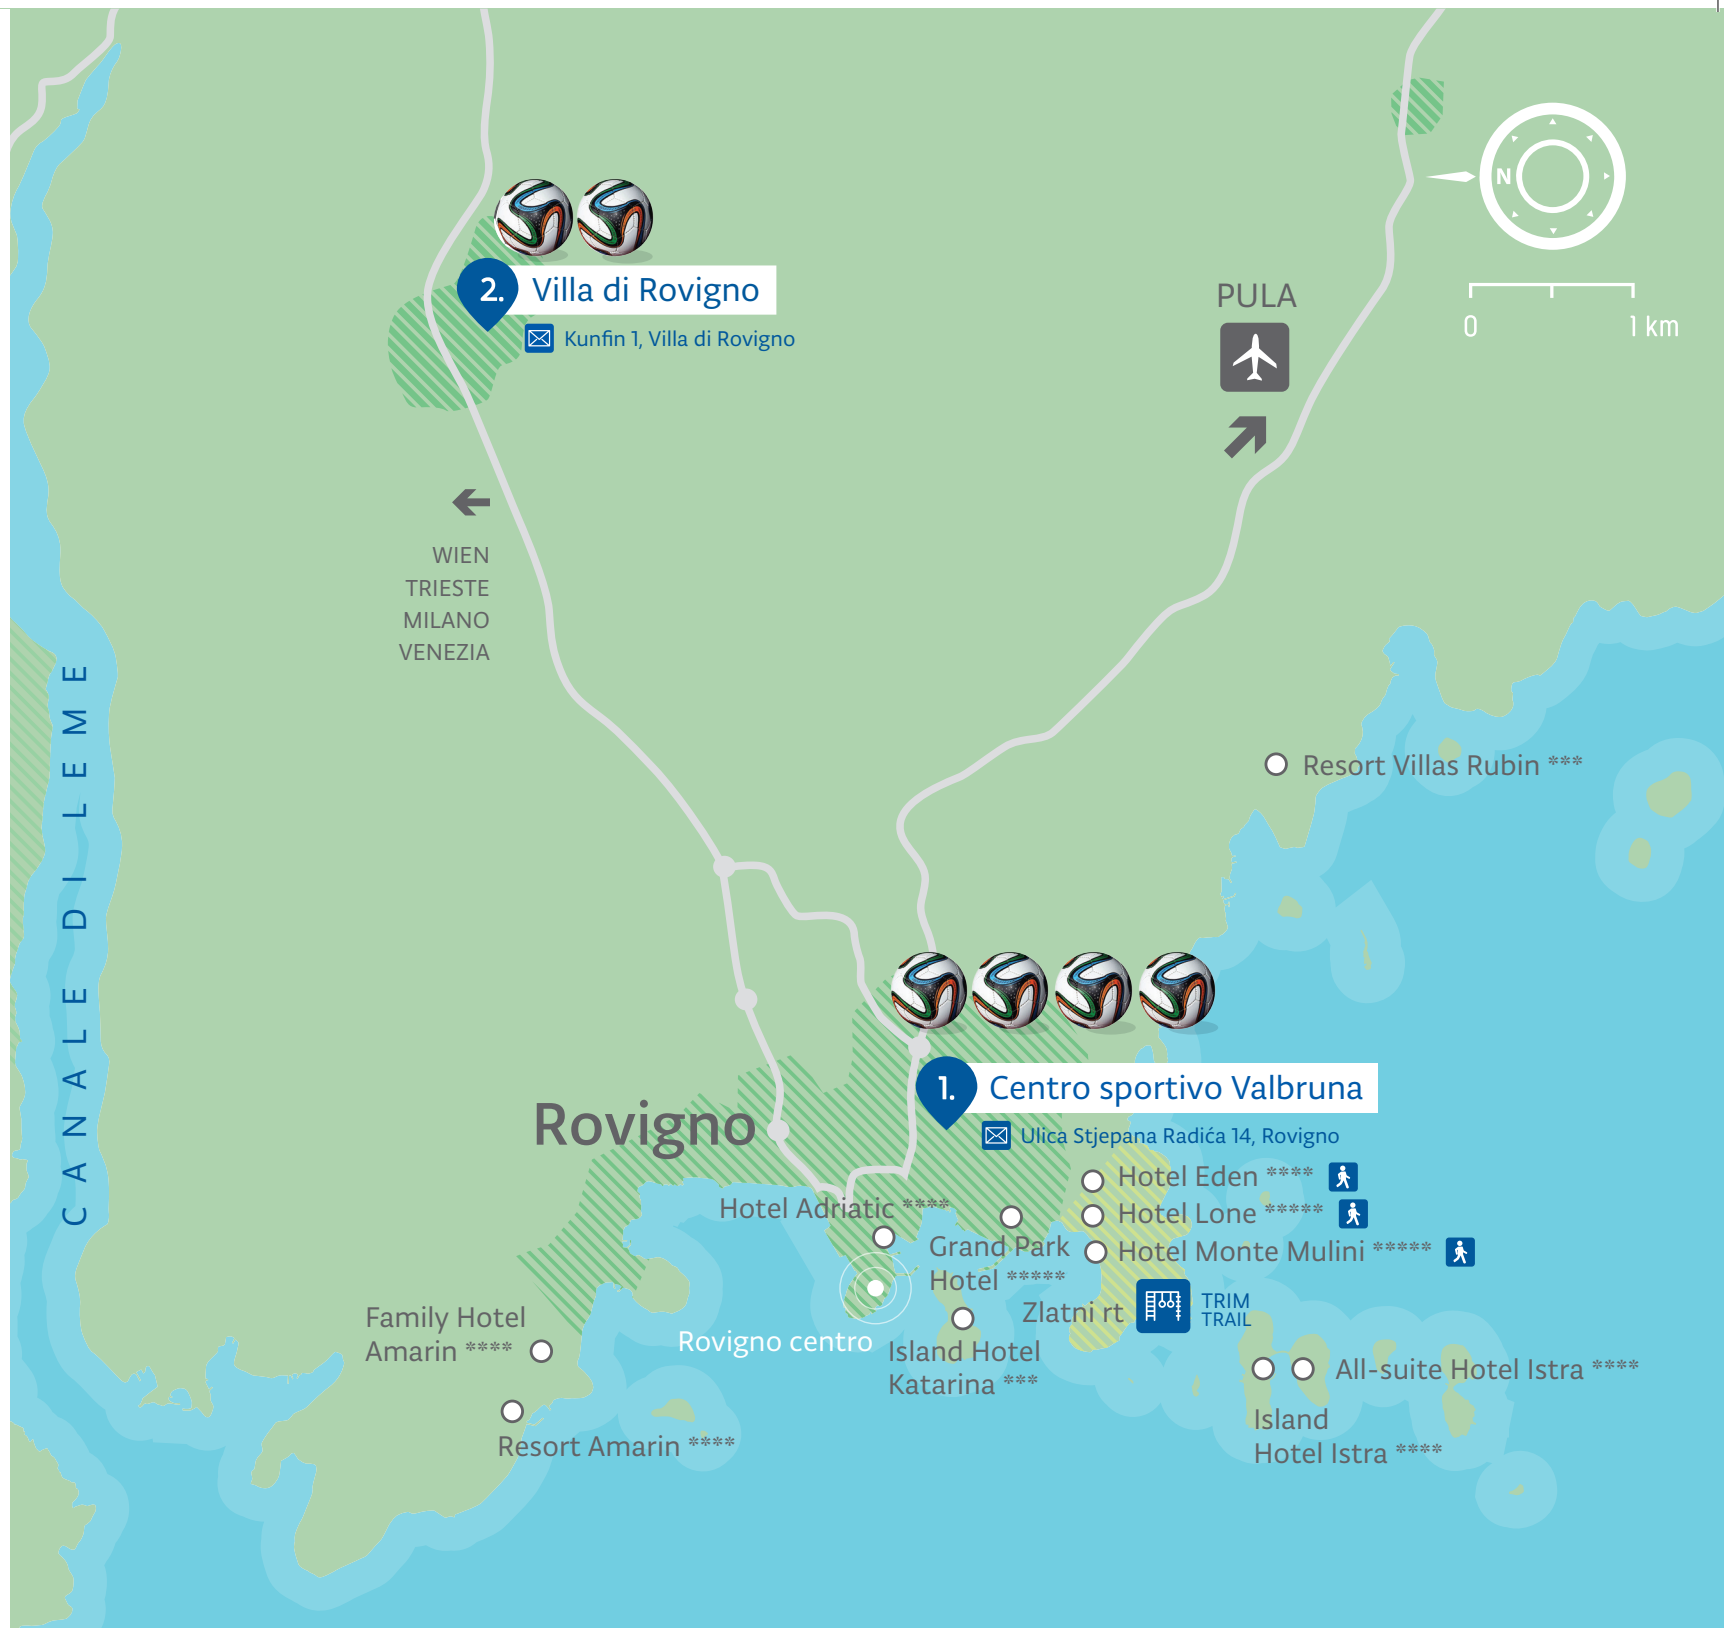 N
0
1 km
2.
Villa di Rovigno
Kunfin 1, Villa di Rovigno
PULA
WIEN
TRIESTE
MILANO
VENEZIA
CANALE DI LEME
Resort Villas Rubin ***
1.
Centro sportivo Valbruna
Ulica Stjepana Radića 14, Rovigno
Rovigno
Hotel Eden ****
Hotel Lone *****
Hotel Monte Mulini *****
Hotel Adriatic ****
Grand Park
Hotel *****
Zlatni rt
TRIM
TRAIL
Rovigno centro
Island Hotel
Katarina ***
Family Hotel
Amarin ****
Resort Amarin ****
All-suite Hotel Istra ****
Island
Hotel Istra ****